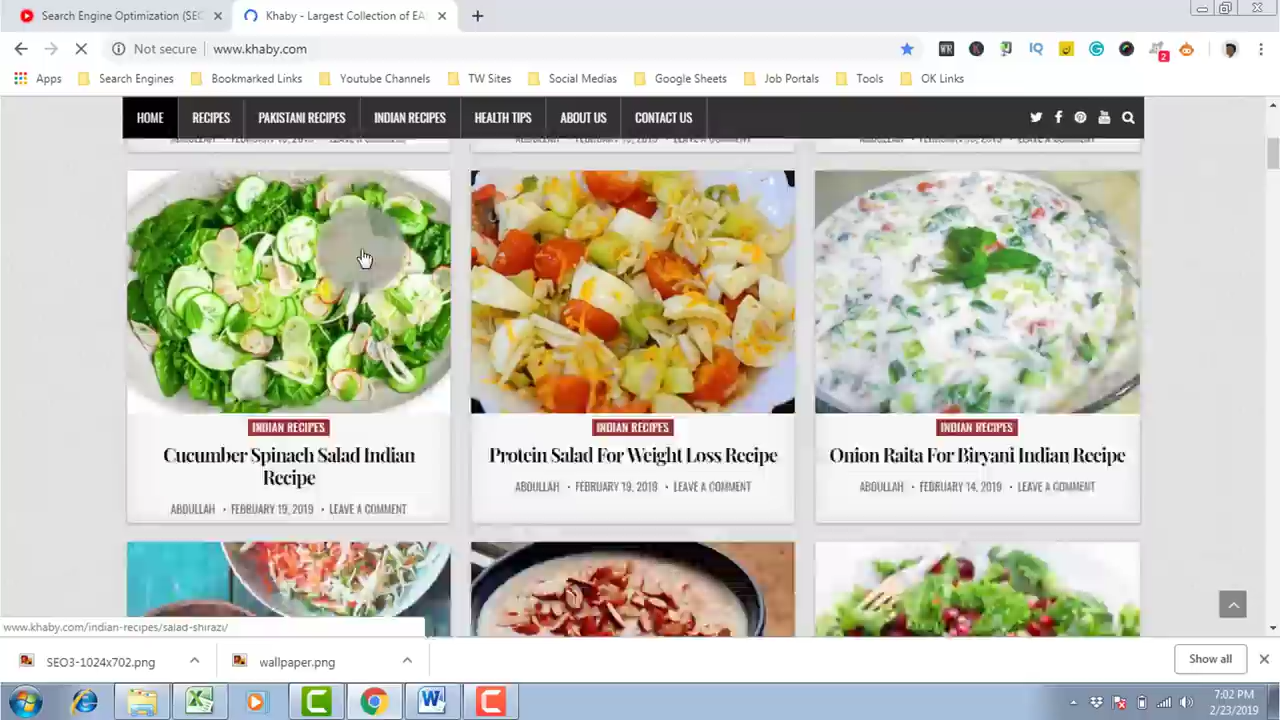 Search Engine Optimization (SEC
Khaby - Largest Collection of EA
Not secure
www.khaby.com
IQ
2
Apps
Search Engines
Bookmarked Links
Youtube Channels
TW Sites
Social Medias
Google Sheets
Job Portals
Tools
OK Links
HOME
RECIPES
PAKISTANI RECIPES
INDIAN RECIPES
HEALTH TIPS
ABOUT US
CONTACT US
INDIAN RECIPES
Cucumber Spinach Salad Indian
Recipe
ABDULLAH • FEBRUARY 19, 2019 • LEAVE A COMMENT
INDIAN RECIPES
Protein Salad For Weight Loss Recipe
ABDULLAH • FEBRUARY 19, 2019 • LEAVE A COMMENT
INDIAN RECIPES
Onion Raita For Biryani Indian Recipe
ABDULLAH • FEBRUARY 14, 2019 • LEAVE A COMMENT
www.khaby.com/indian-recipes/salad-shirazi/
SEO3-1024x702.png
wallpaper.png
Show all
7:02 PM
2/23/2019